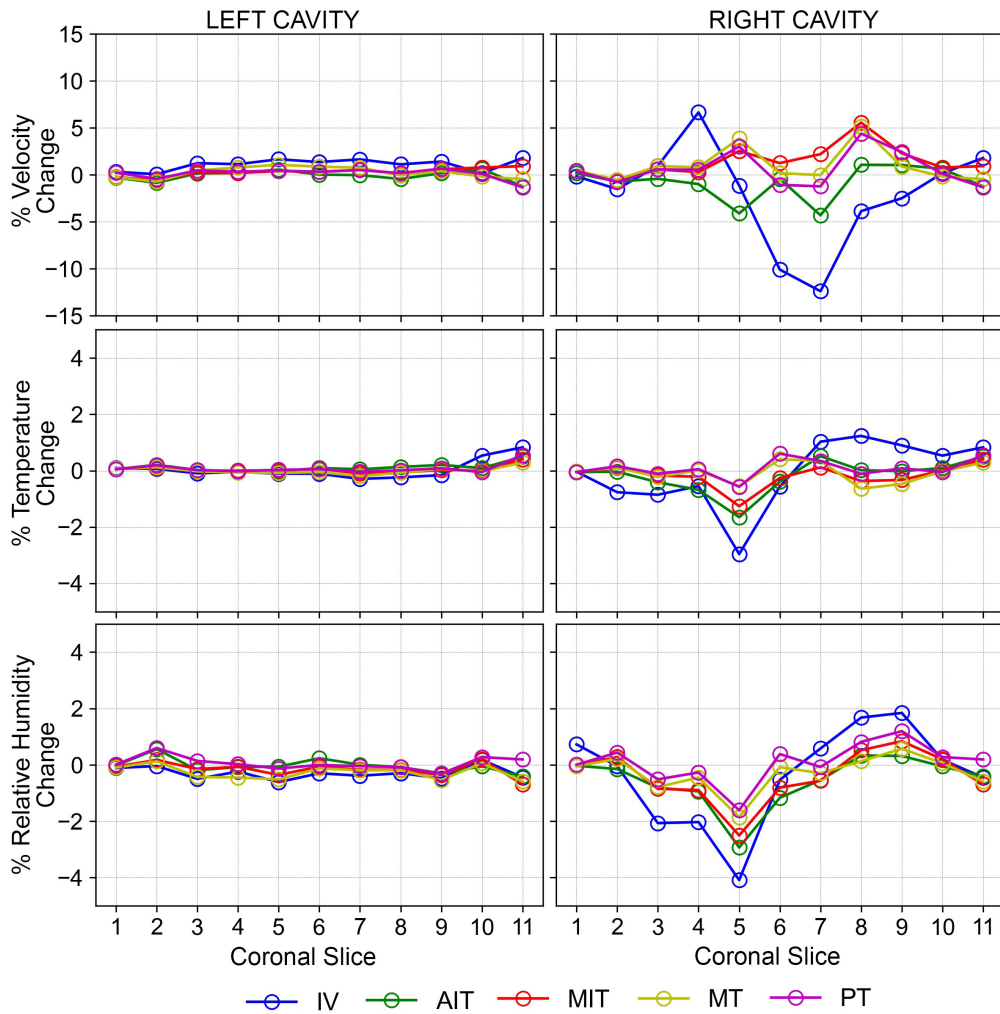 LEFT CAVITY RIGHT CAVITY
% Velocity
Change
15
10
5
0
−5
−10
−15
% Temperature
Change
4
2
0
−2
−4
% Relative Humidity
Change
4
2
0
−2
−4
1 2 3 4 5 6 7 8 9 10 11 1 2 3 4 5 6 7 8 9 10 11
Coronal Slice Coronal Slice
IV AIT MIT MT PT